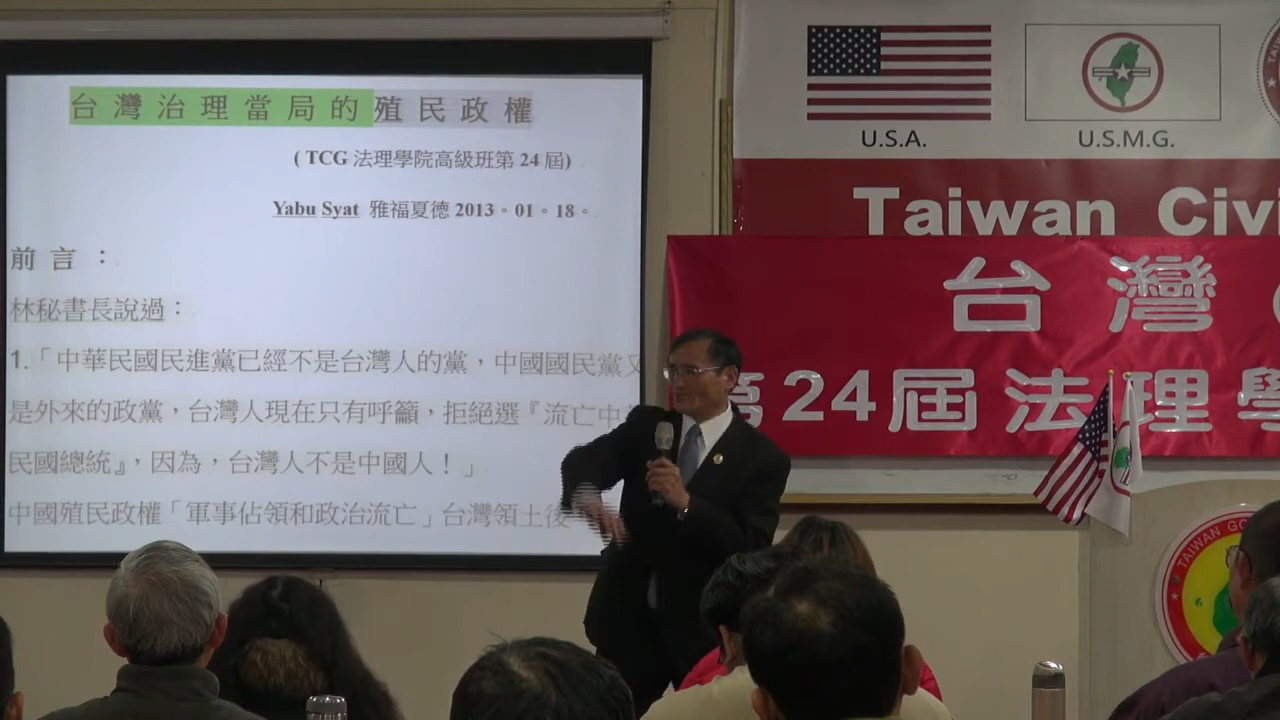 台灣治理當局的殖民政權
( TCG 法理學院高級班第 24 屆)
Yabu Syat 雅福夏德 2013。01。18。
前言：
林秘書長說過：
1.「中華民國民進黨已經不是台灣人的黨，中國國民黨又
是外來的政黨，台灣人現在只有呼籲，拒絕選『流亡中
民國總統』，因為，台灣人不是中國人！」
中國殖民政權「軍事佔領和政治流亡」台灣領土後
U.S.A.
U.S.M.G.
Taiwan Civi
台灣
第24屆法理學
TAIWAN GO